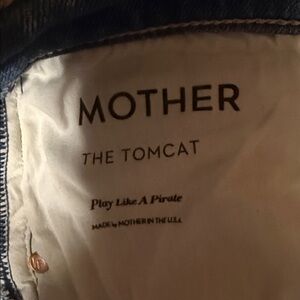 MOTHER
THE TOMCAT
Play Like A Pirate
MADE by MOTHER IN THE U.S.A.